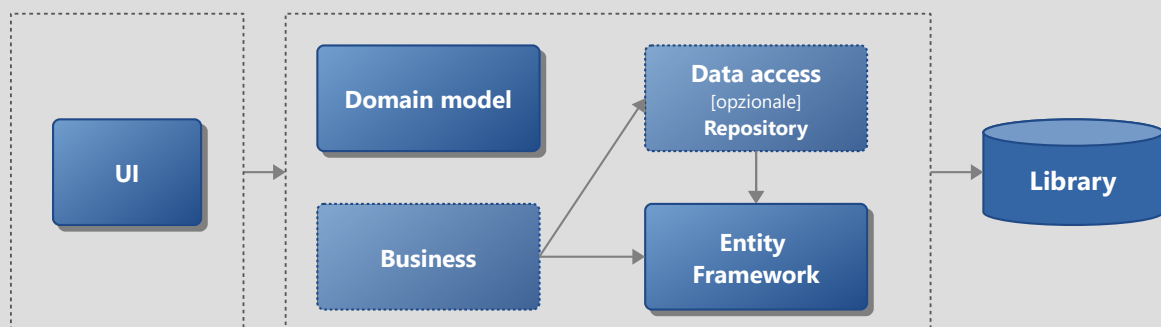 UI
Domain model
Business
Data access
[opzionale]
Repository
Entity
Framework
Library